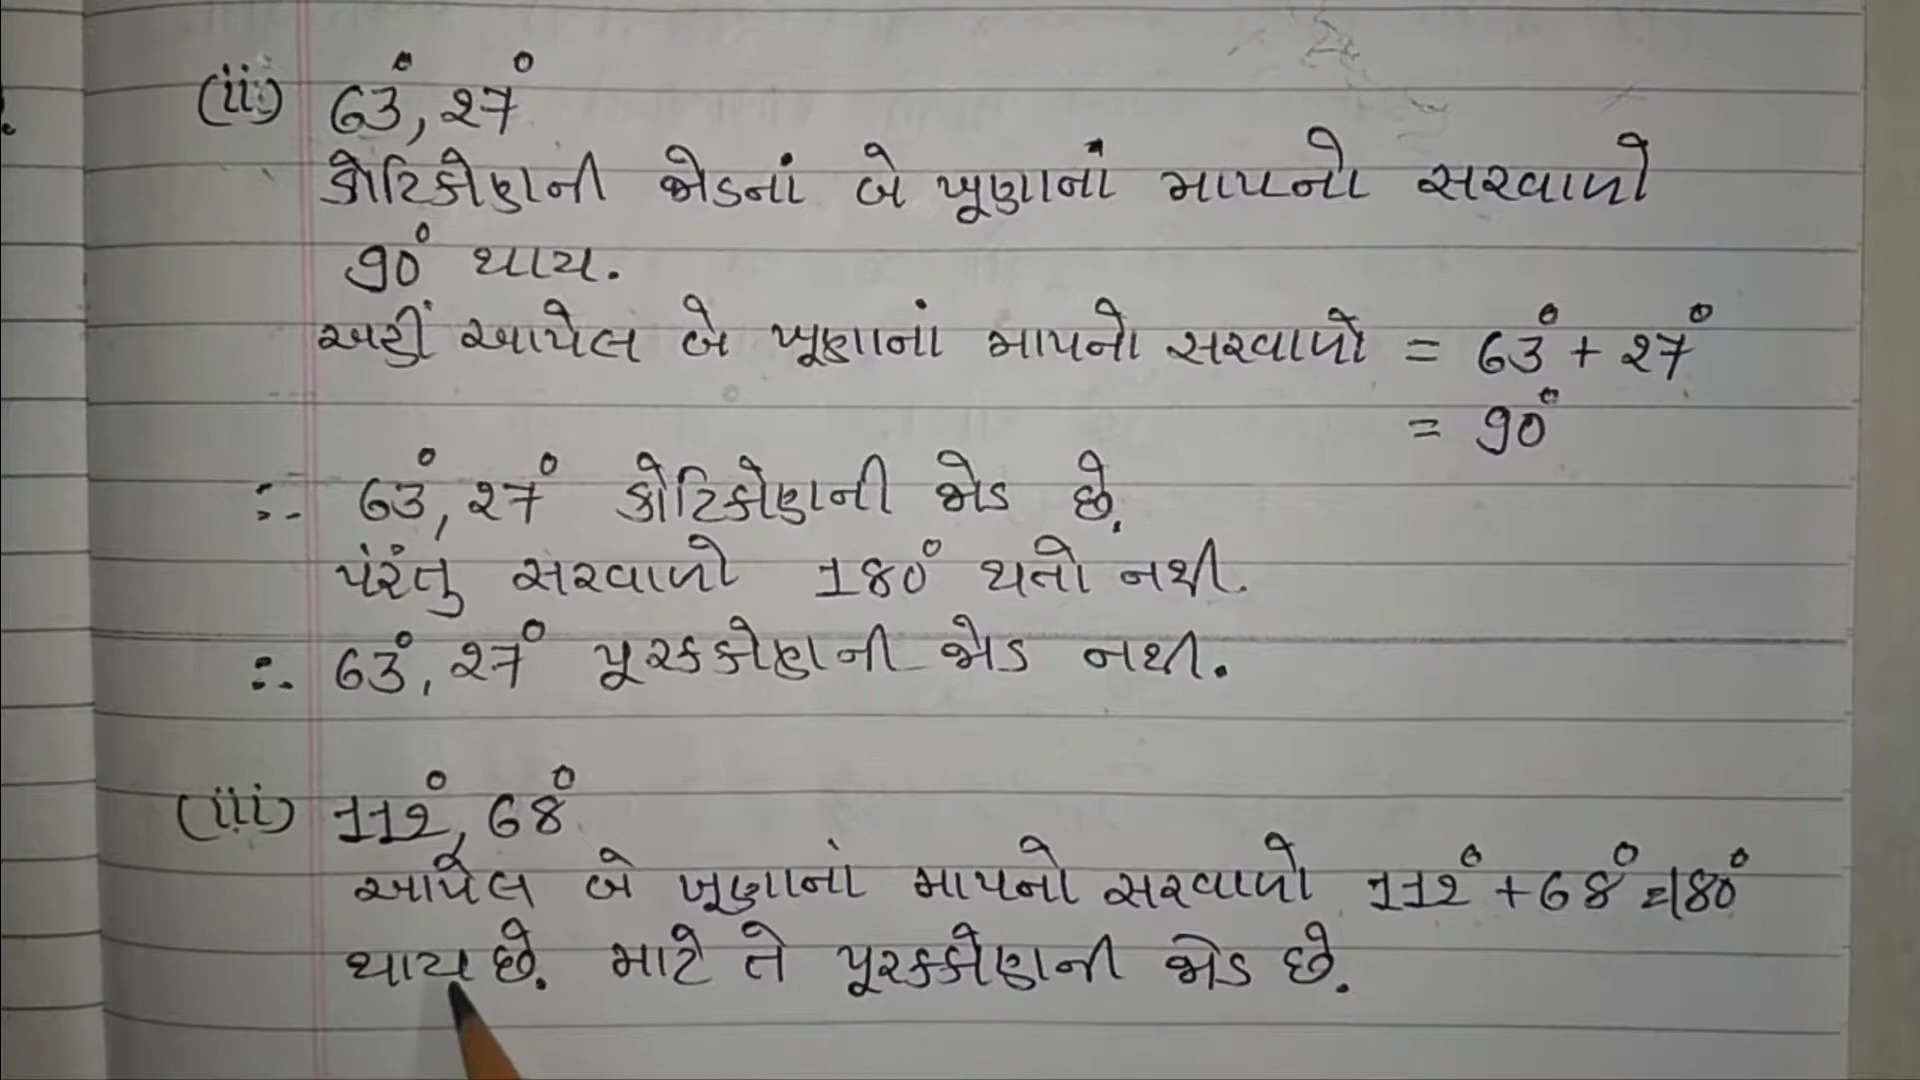 (ii) 63°, 27°
કોટિકોણની જોડનાં બે ખૂણાનાં માપનો સરવાળો
90° થાય.
અહીં આપેલ બે ખૂણાનાં માપનો સરવાળો = 63° + 27°
= 90°
∴ 63°, 27° કોટિકોણની જોડ છે.
પરંતુ સરવાળો 180° થતો નથી.
∴ 63°, 27° પૂરકકોણની જોડ નથી.
(iii) 112°, 68°
આપેલ બે ખૂણાનાં માપનો સરવાળો 112° + 68° = 180°
થાય છે. માટે તે પૂરકકોણની જોડ છે.